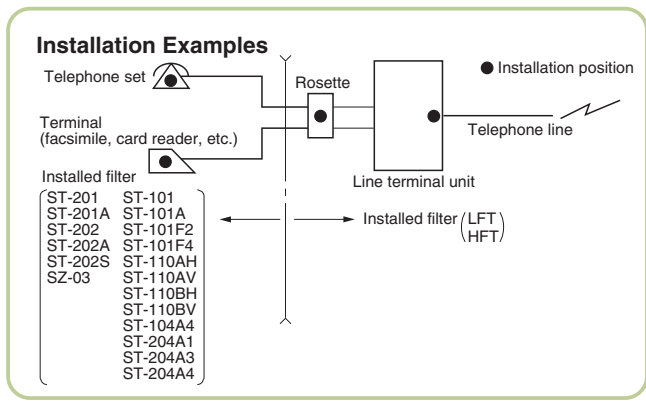 Installation Examples
Telephone set
Rosette
● Installation position
Terminal
(facsimile, card reader, etc.)
Telephone line
Line terminal unit
Installed filter
ST-201 ST-101
ST-201A ST-101A
ST-202 ST-101F2
ST-202A ST-101F4
ST-202S ST-110AH
SZ-03 ST-110AV
ST-110BH
ST-110BV
ST-104A4
ST-204A1
ST-204A3
ST-204A4
Installed filter (LFT
HFT)